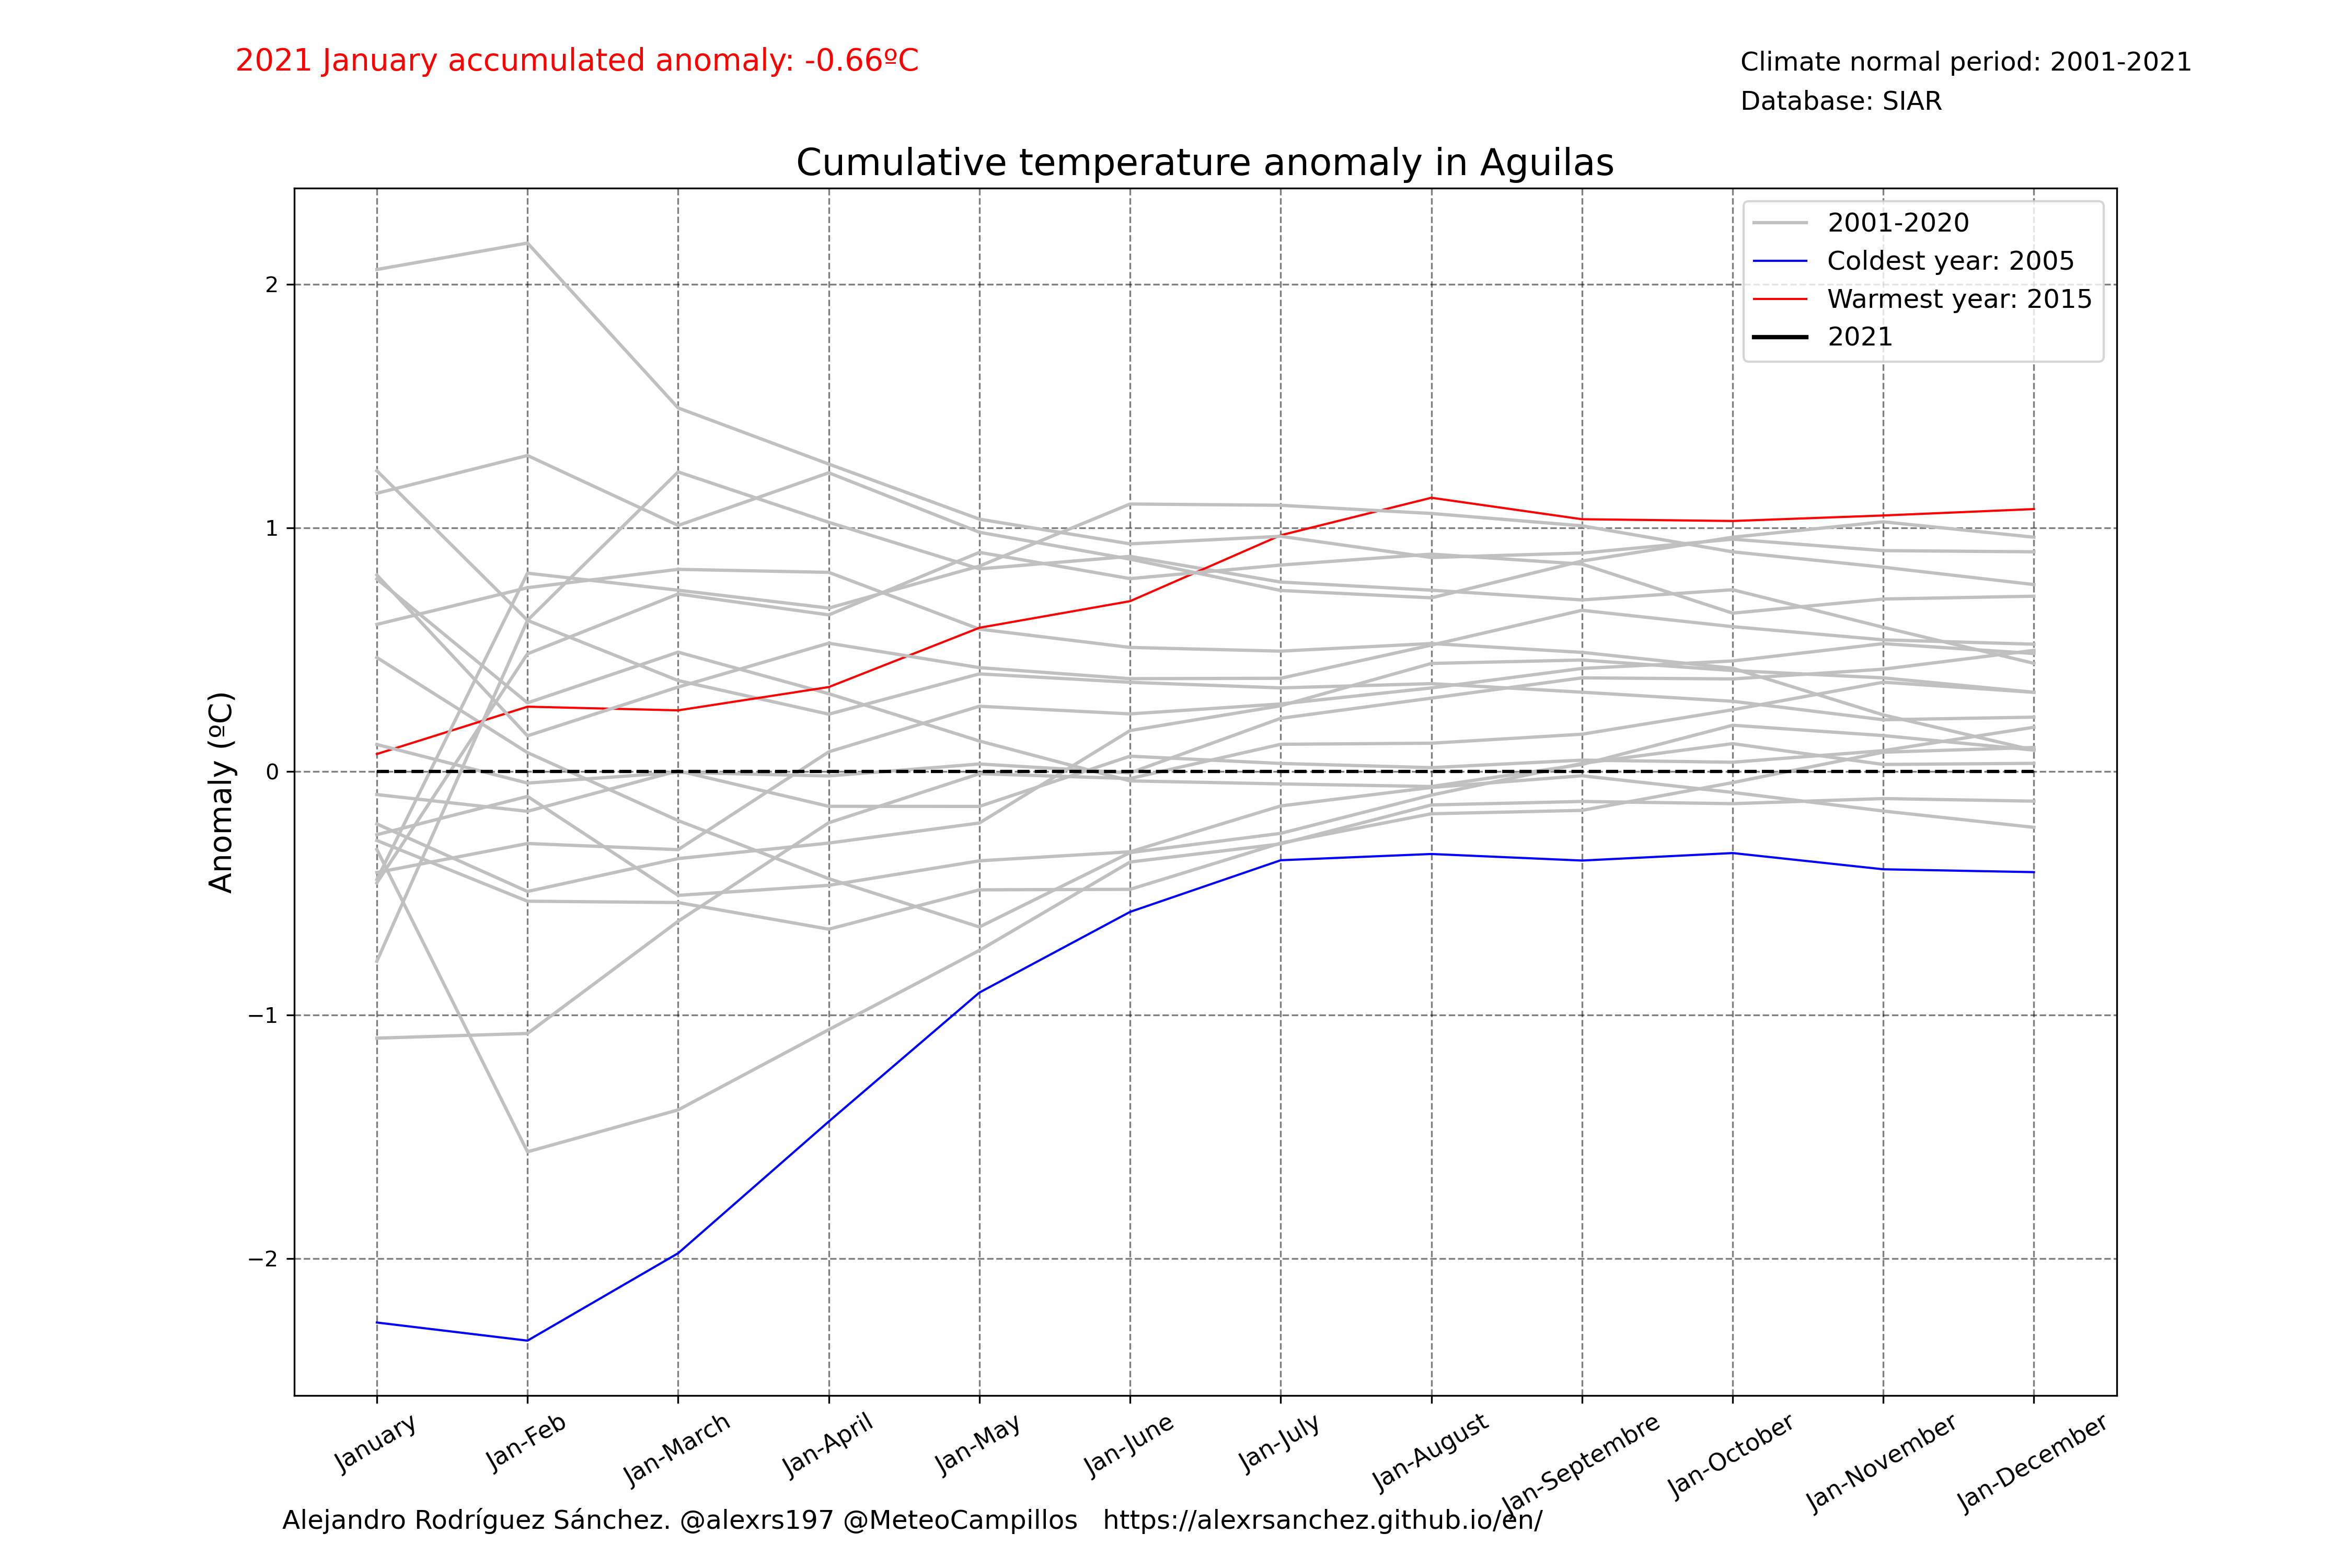 2021 January accumulated anomaly: -0.66ºC
Climate normal period: 2001-2021
Database: SIAR
Cumulative temperature anomaly in Aguilas
2001-2020
Coldest year: 2005
Warmest year: 2015
2021
Anomaly (ºC)
2
1
0
−1
−2
January
Jan-Feb
Jan-March
Jan-April
Jan-May
Jan-June
Jan-July
Jan-August
Jan-Septembre
Jan-October
Jan-November
Jan-December
Alejandro Rodríguez Sánchez. @alexrs197 @MeteoCampillos   https://alexrsanchez.github.io/en/